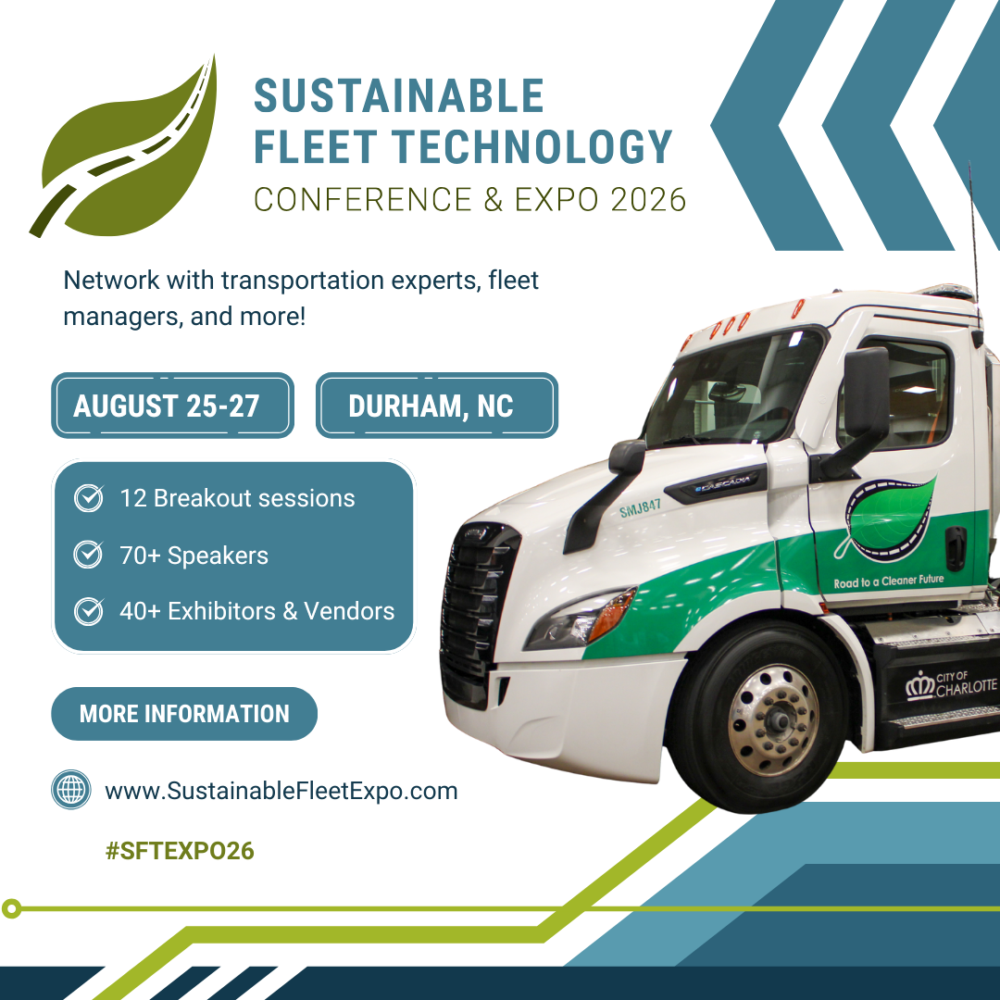 SUSTAINABLE
FLEET TECHNOLOGY
CONFERENCE & EXPO 2026
Network with transportation experts, fleet
managers, and more!
AUGUST 25-27
DURHAM, NC
12 Breakout sessions
70+ Speakers
40+ Exhibitors & Vendors
MORE INFORMATION
www.SustainableFleetExpo.com
#SFTEXPO26
eCASCADIA
SMJ847
Road to a Cleaner Future
CITY OF
CHARLOTTE